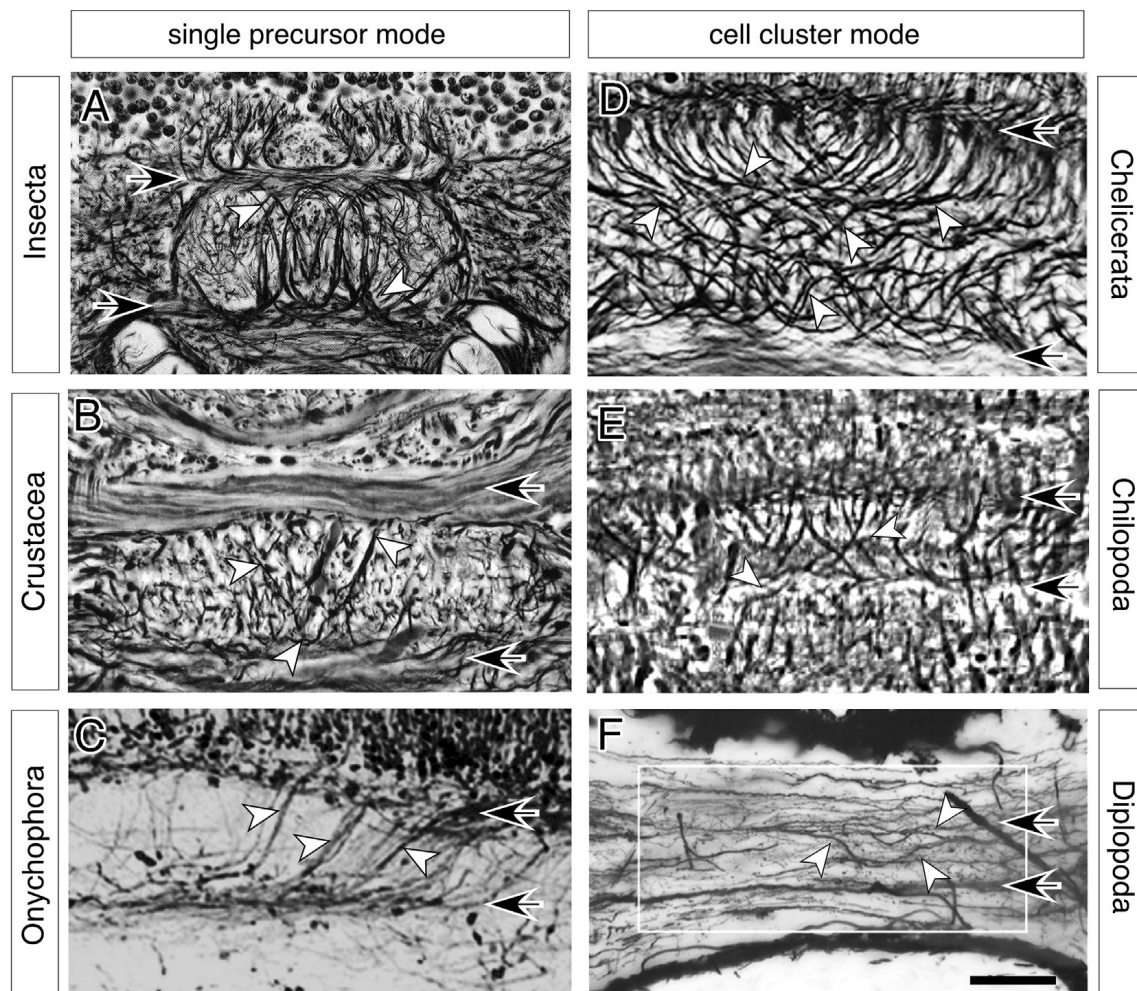 single precursor mode
cell cluster mode
Insecta
A
D
Chelicerata
Crustacea
B
E
Chilopoda
Onychophora
C
F
Diplopoda